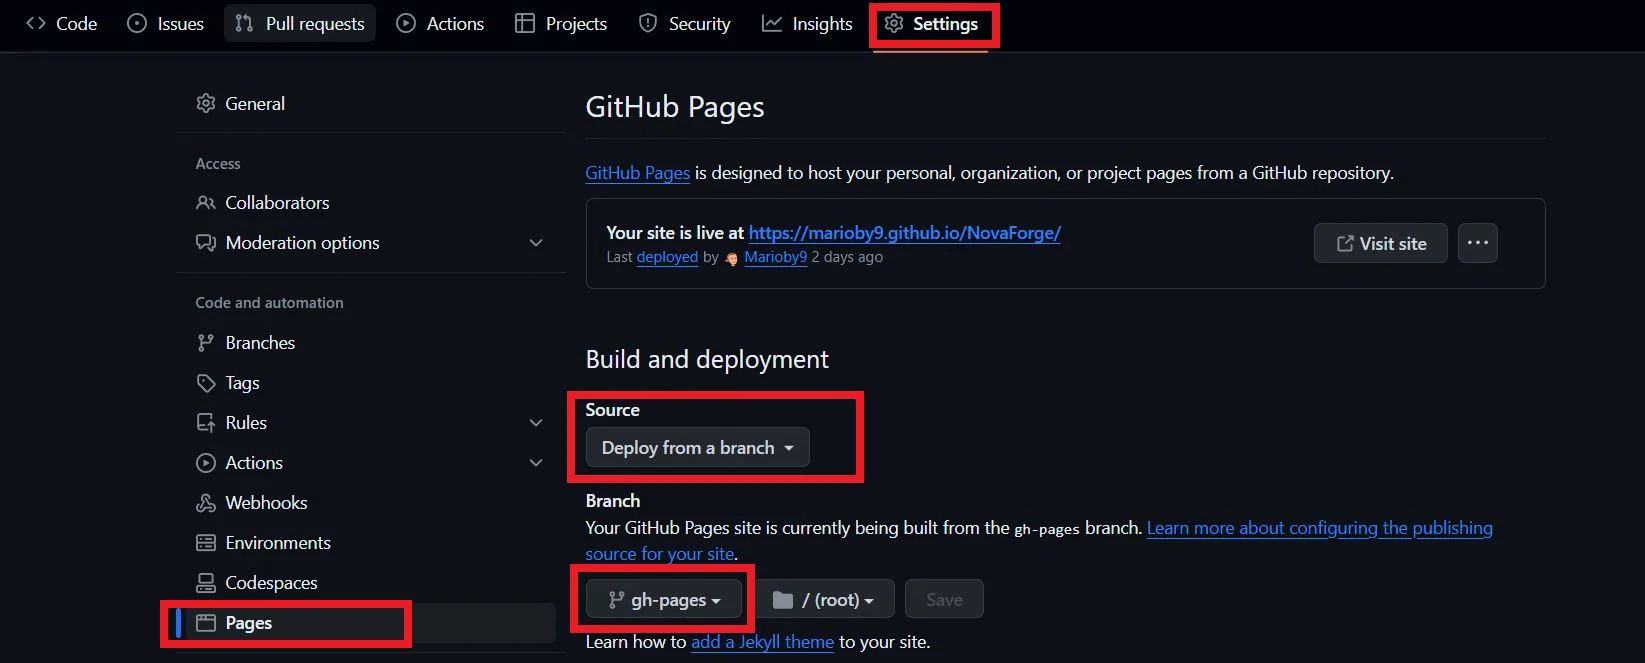 Code Issues Pull requests Actions Projects Security Insights Settings
General
Access
Collaborators
Moderation options
Code and automation
Branches
Tags
Rules
Actions
Webhooks
Environments
Codespaces
Pages
GitHub Pages
GitHub Pages is designed to host your personal, organization, or project pages from a GitHub repository.
Your site is live at https://marioby9.github.io/NovaForge/
Last deployed by Marioby9 2 days ago
Visit site
Build and deployment
Source
Deploy from a branch
Branch
Your GitHub Pages site is currently being built from the gh-pages branch. Learn more about configuring the publishing
source for your site.
gh-pages / (root) Save
Learn how to add a Jekyll theme to your site.